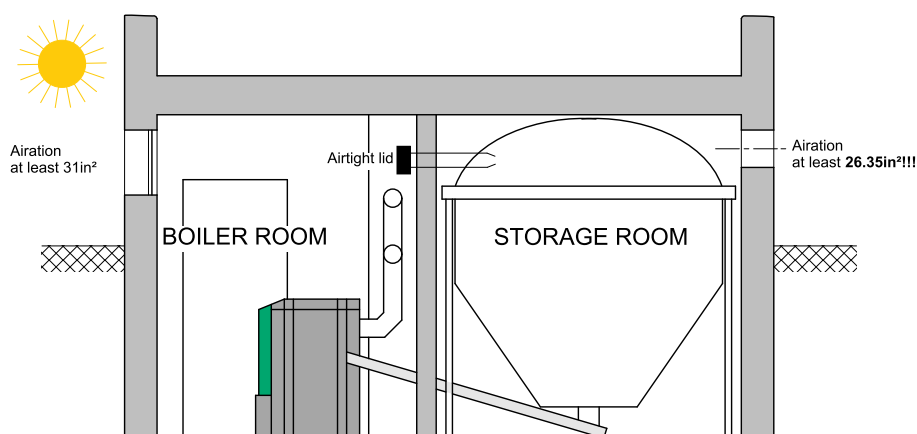 Airation
at least 31in²
Airtight lid
Airation
at least 26.35in²!!!
BOILER ROOM
STORAGE ROOM